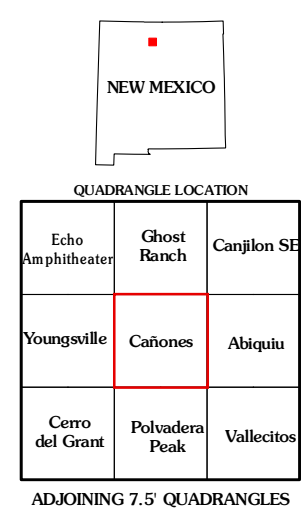 NEW MEXICO
QUADRANGLE LOCATION
Echo
Amphitheater
Ghost
Ranch
Canjilon SE
Youngsville
Cañones
Abiquiu
Cerro
del Grant
Polvadera
Peak
Vallecitos
ADJOINING 7.5' QUADRANGLES